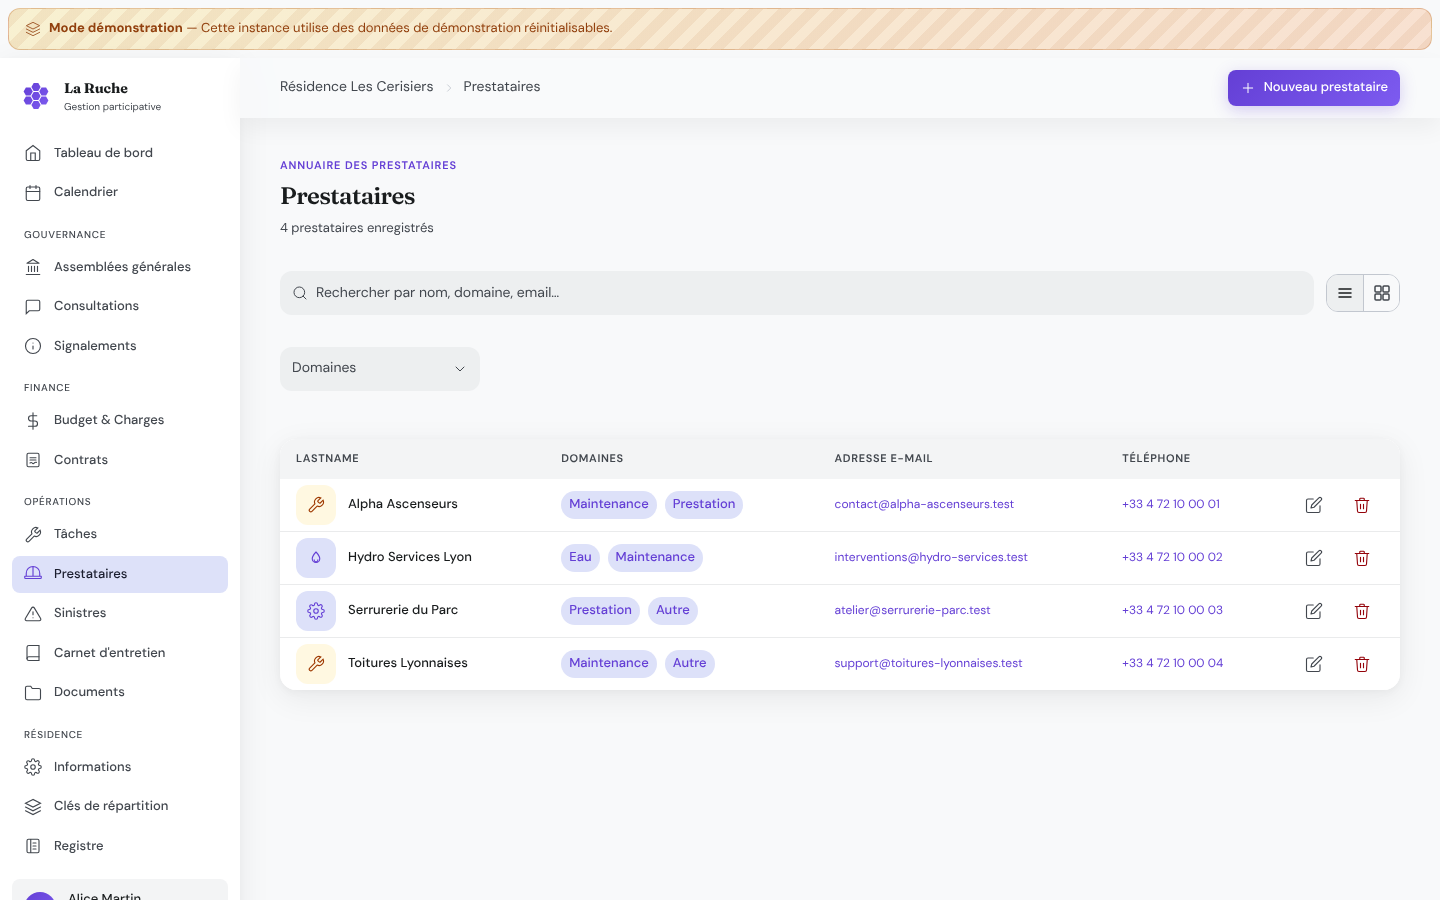 Mode démonstration — Cette instance utilise des données de démonstration réinitialisables.
La Ruche
Gestion participative
Tableau de bord
Calendrier
GOUVERNANCE
Assemblées générales
Consultations
Signalements
FINANCE
Budget & Charges
Contrats
OPÉRATIONS
Tâches
Prestataires
Sinistres
Carnet d'entretien
Documents
RÉSIDENCE
Informations
Clés de répartition
Registre
Alice Martin
Résidence Les Cerisiers Prestataires
Nouveau prestataire
ANNUAIRE DES PRESTATAIRES
Prestataires
4 prestataires enregistrés
Rechercher par nom, domaine, email...
Domaines
LASTNAME DOMAINES ADRESSE E-MAIL TÉLÉPHONE
Alpha Ascenseurs Maintenance Prestation contact@alpha-ascenseurs.test +33 4 72 10 00 01
Hydro Services Lyon Eau Maintenance interventions@hydro-services.test +33 4 72 10 00 02
Serrurerie du Parc Prestation Autre atelier@serrurerie-parc.test +33 4 72 10 00 03
Toitures Lyonnaises Maintenance Autre support@toitures-lyonnaises.test +33 4 72 10 00 04